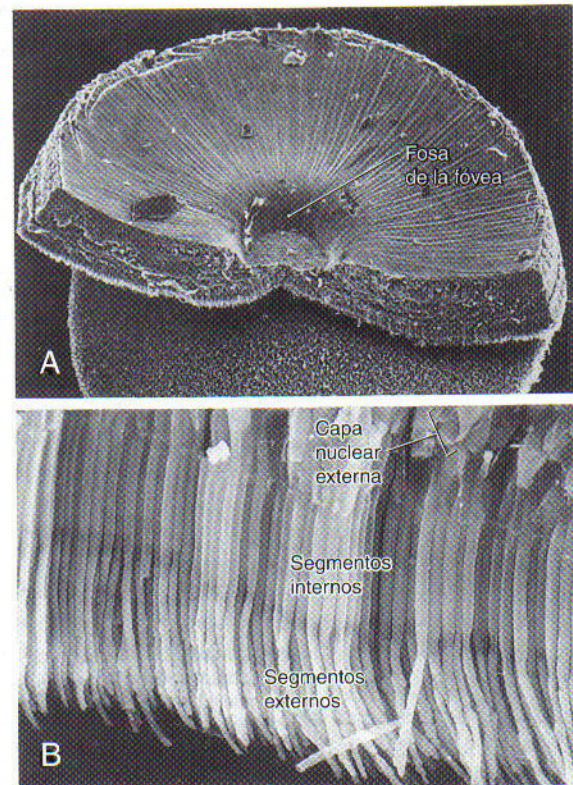 Fosa
de la fóvea
A
Capa
nuclear
externa
Segmentos
internos
Segmentos
externos
B